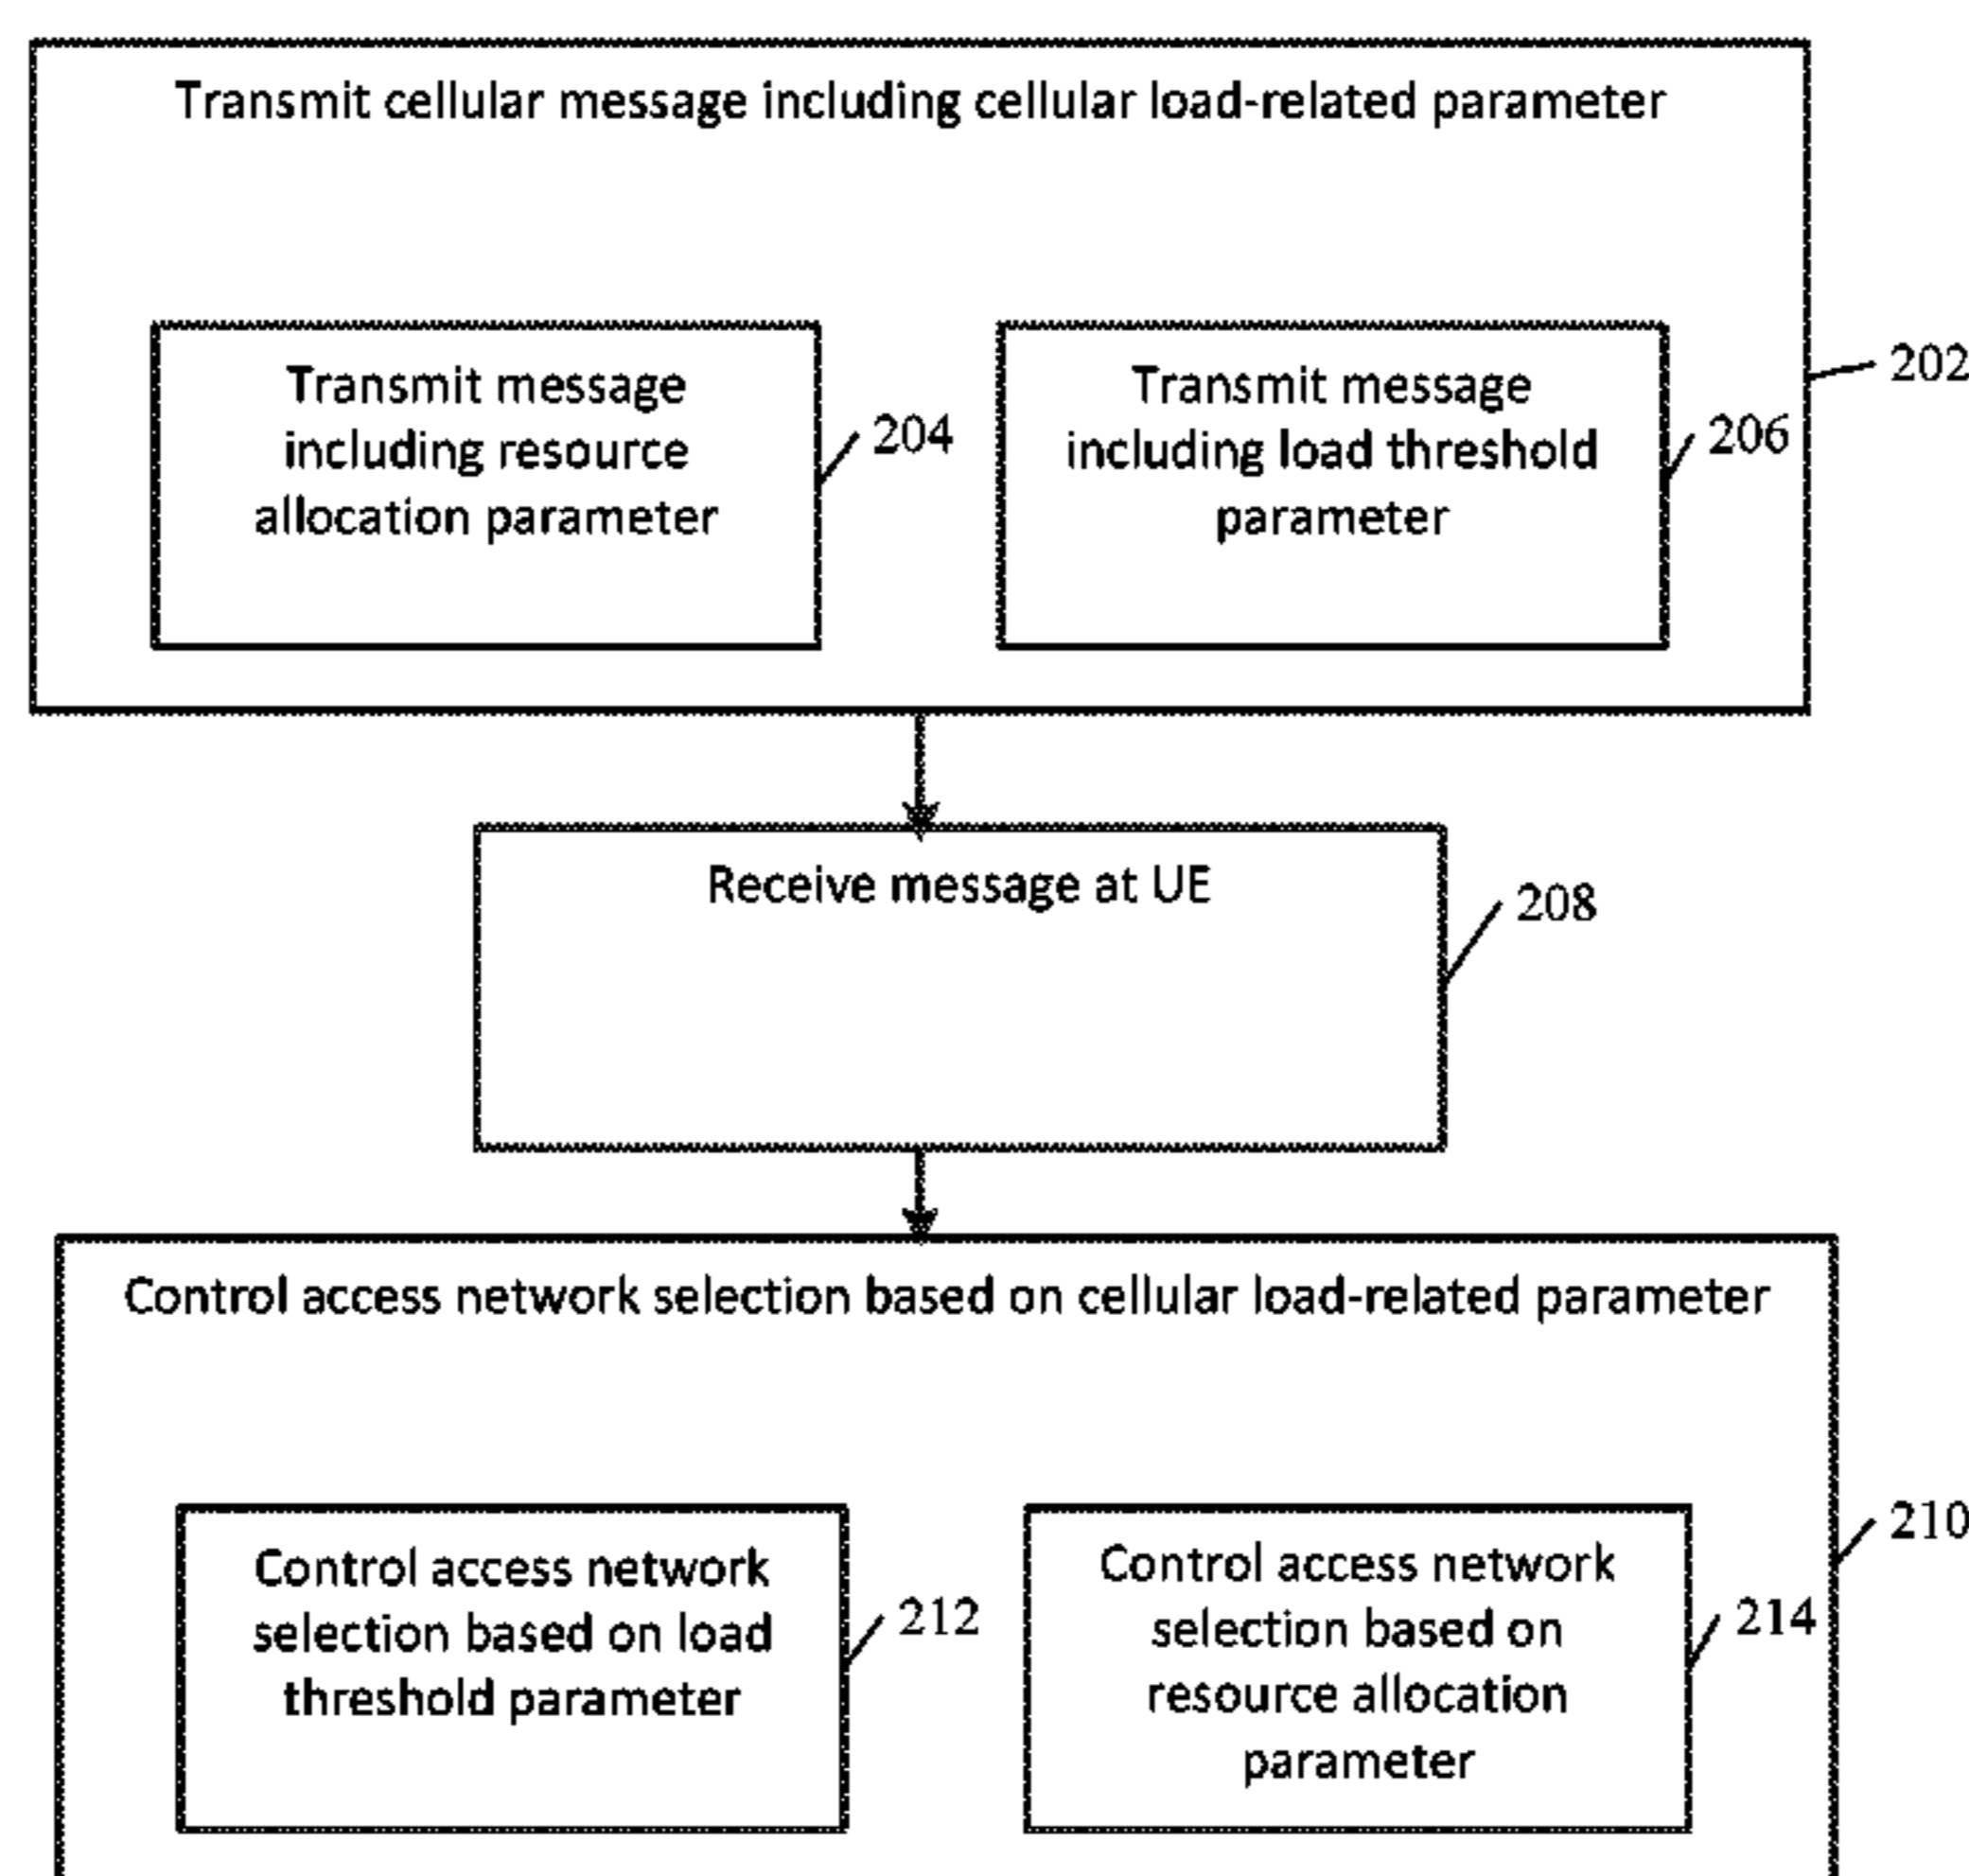 Transmit cellular message including cellular load-related parameter
202
Transmit message
including resource
allocation parameter
204
Transmit message
including load threshold
parameter
206
Receive message at UE
208
Control access network selection based on cellular load-related parameter
210
Control access network
selection based on load
threshold parameter
212
Control access network
selection based on
resource allocation
parameter
214